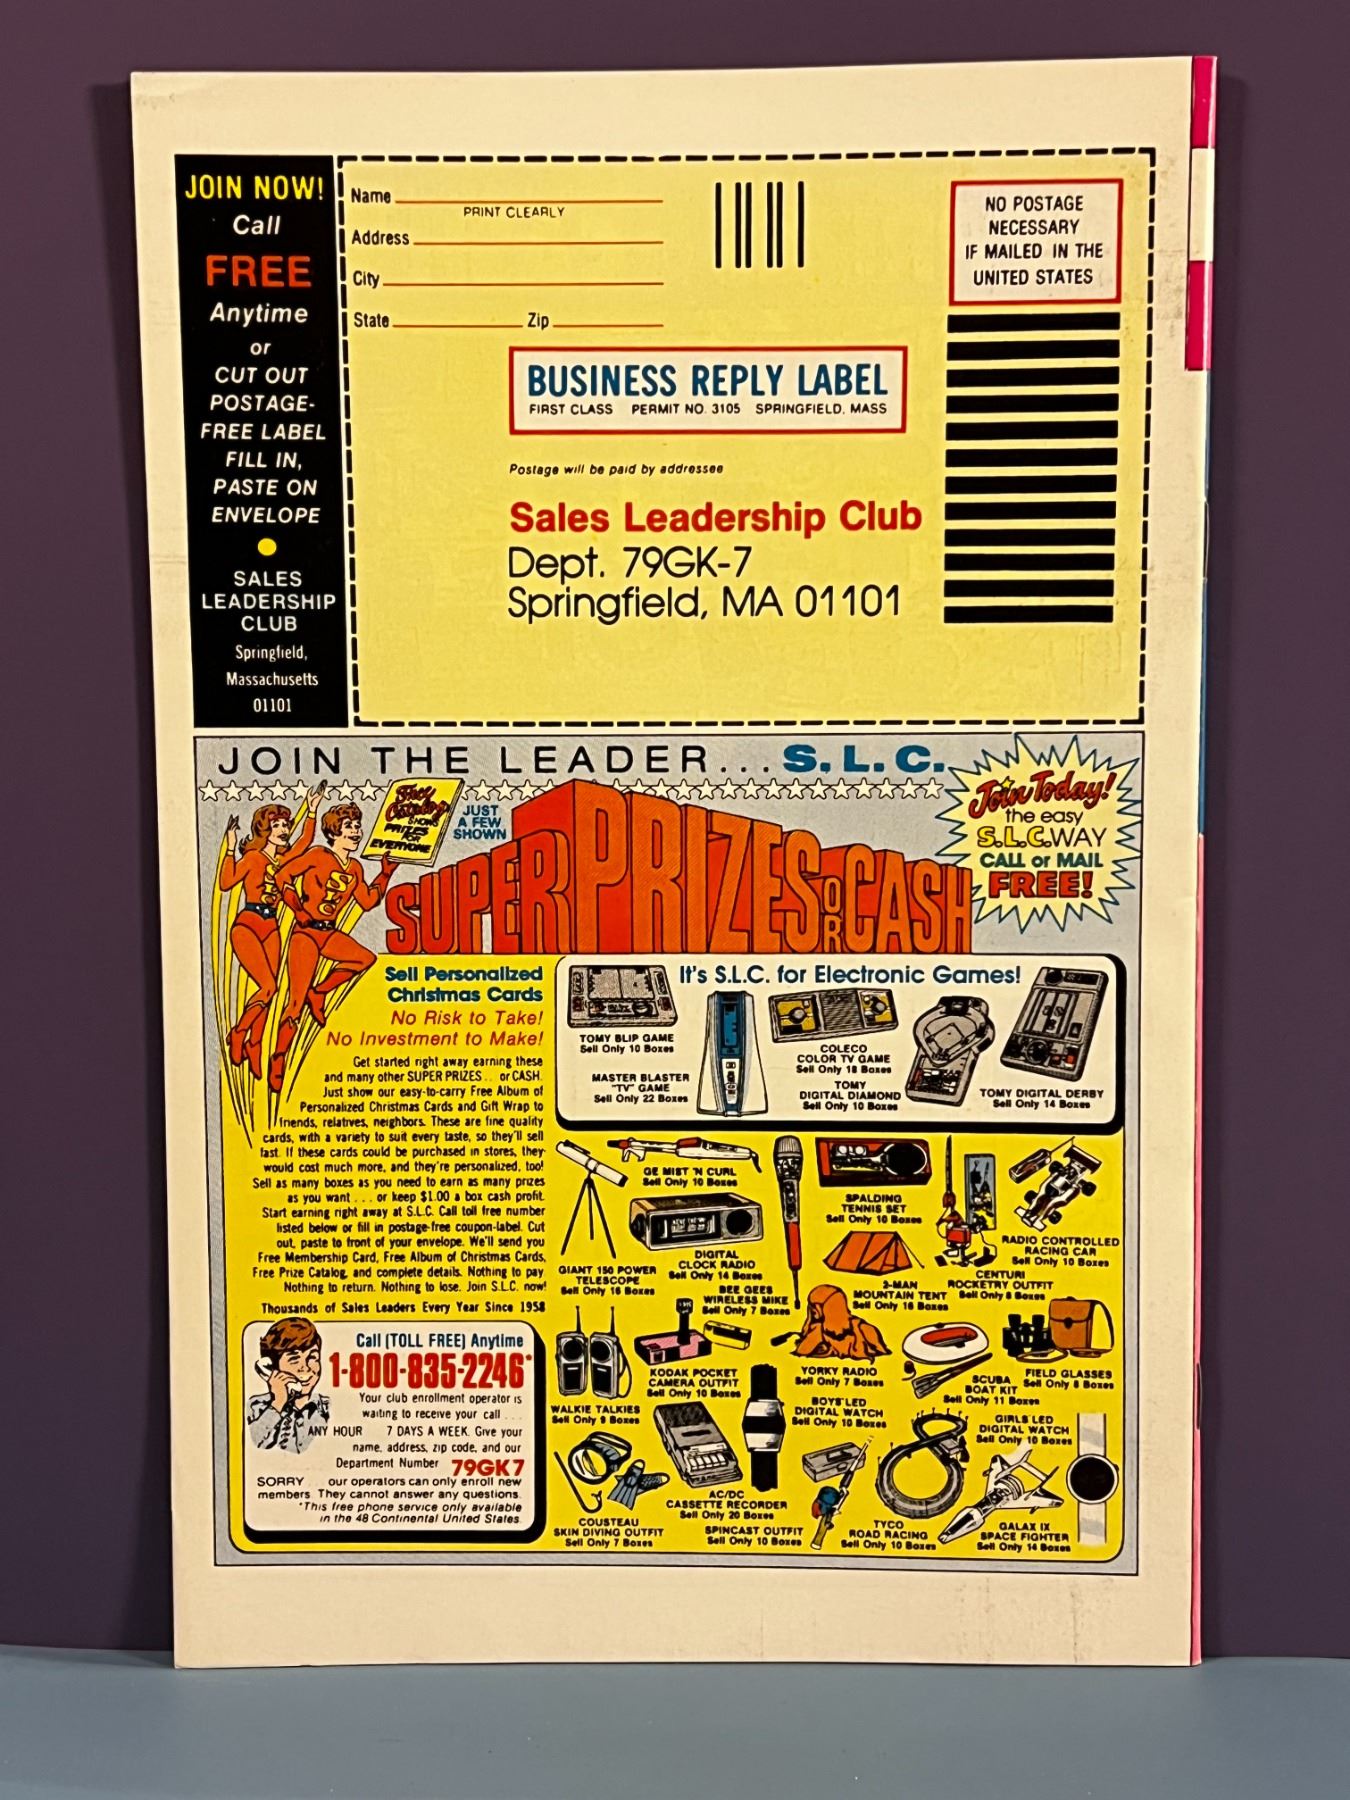 JOIN NOW!
Call
FREE
Anytime
or
CUT OUT
POSTAGE-
FREE LABEL
FILL IN,
PASTE ON
ENVELOPE
SALES
LEADERSHIP
CLUB
Springfield,
Massachusetts
01101
Name
PRINT CLEARLY
Address
City
State Zip
NO POSTAGE
NECESSARY
IF MAILED IN THE
UNITED STATES
BUSINESS REPLY LABEL
FIRST CLASS PERMIT NO. 3105 SPRINGFIELD, MASS
Postage will be paid by addressee
Sales Leadership Club
Dept. 79GK-7
Springfield, MA 01101
JOIN THE LEADER... S.L.C.
Free
Catalog
SHOWS
PRIZES
FOR
EVERYONE
JUST
A FEW
SHOWN
SUPER PRIZES OR CASH
Join Today!
the easy
S.L.C. WAY
CALL or MAIL
FREE!
Sell Personalized
Christmas Cards
No Risk to Take!
No Investment to Make!
Get started right away earning these
and many other SUPER PRIZES . . or CASH.
Just show our easy-to-carry Free Album of
Personalized Christmas Cards and Gift Wrap to
friends, relatives, neighbors. These are fine quality
cards, with a variety to suit every taste, so they'll sell
fast. If these cards could be purchased in stores, they
would cost much more, and they're personalized, too!
Sell as many boxes as you need to earn as many prizes
as you want . . . or keep $1.00 a box cash profit.
Start earning right away at S.L.C. Call toll free number
listed below or fill in postage-free coupon-label. Cut
out, paste to front of your envelope. We'll send you
Free Membership Card, Free Album of Christmas Cards,
Free Prize Catalog, and complete details. Nothing to pay.
Nothing to return. Nothing to lose. Join S.L.C. now!
Thousands of Sales Leaders Every Year Since 1958
Call (TOLL FREE) Anytime
1-800-835-2246*
Your club enrollment operator is
waiting to receive your call . . .
ANY HOUR 7 DAYS A WEEK. Give your
name, address, zip code, and our
Department Number 79GK7
SORRY . . . our operators can only enroll new
members. They cannot answer any questions.
*This free phone service only available
in the 48 Continental United States.
It's S.L.C. for Electronic Games!
TOMY BLIP GAME
Sell Only 10 Boxes
MASTER BLASTER
"TV" GAME
Sell Only 22 Boxes
COLECO
COLOR TV GAME
Sell Only 18 Boxes
TOMY
DIGITAL DIAMOND
Sell Only 10 Boxes
TOMY DIGITAL DERBY
Sell Only 14 Boxes
GE MIST 'N CURL
Sell Only 10 Boxes
SPALDING
TENNIS SET
Sell Only 10 Boxes
RADIO CONTROLLED
RACING CAR
Sell Only 10 Boxes
DIGITAL
CLOCK RADIO
Sell Only 14 Boxes
GIANT 150 POWER
TELESCOPE
Sell Only 16 Boxes
BEE GEES
WIRELESS MIKE
Sell Only 7 Boxes
2-MAN
MOUNTAIN TENT
Sell Only 16 Boxes
CENTURI
ROCKETRY OUTFIT
Sell Only 8 Boxes
WALKIE TALKIES
Sell Only 9 Boxes
KODAK POCKET
CAMERA OUTFIT
Sell Only 10 Boxes
YORKY RADIO
Sell Only 7 Boxes
SCUBA
BOAT KIT
Sell Only 11 Boxes
FIELD GLASSES
Sell Only 8 Boxes
BOYS' LED
DIGITAL WATCH
Sell Only 10 Boxes
GIRLS' LED
DIGITAL WATCH
Sell Only 10 Boxes
COUSTEAU
SKIN DIVING OUTFIT
Sell Only 7 Boxes
AC/DC
CASSETTE RECORDER
Sell Only 20 Boxes
SPINCAST OUTFIT
Sell Only 10 Boxes
TYCO
ROAD RACING
Sell Only 10 Boxes
GALAX IX
SPACE FIGHTER
Sell Only 14 Boxes